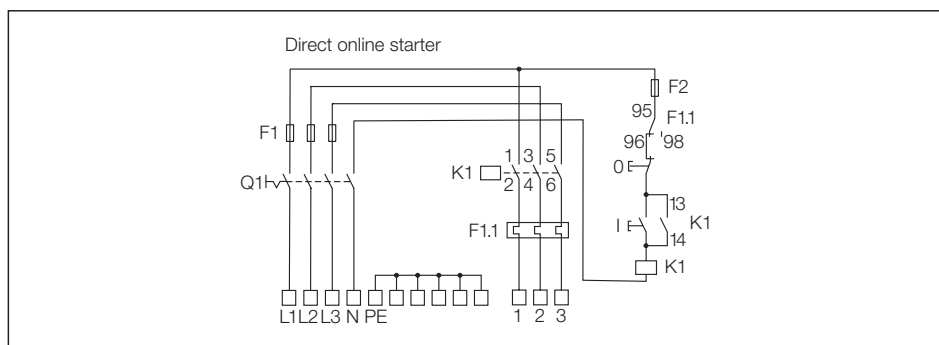 Direct online starter
F2
95
F1.1
F1
96 98
1 3 5
0
K1
Q1
2 4 6
13
F1.1
I
K1
14
K1
L1 L2 L3 N PE
1 2 3